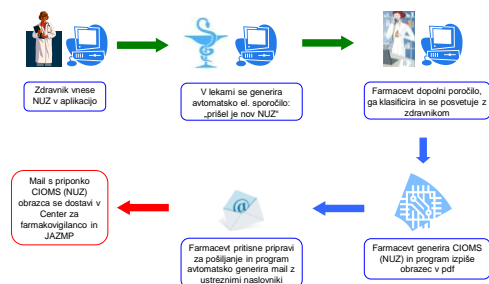 Zdravnik vnese
NUZ v aplikacijo
V lekarni se generira
avtomatsko el. sporočilo:
„prišel je nov NUZ“
Farmacevt dopolni poročilo,
ga klasificira in se posvetuje z
zdravnikom
Mail s priponko
CIOMS (NUZ)
obrazca se dostavi v
Center za
farmakovigilanco in
JAZMP
@
Farmacevt pritisne pripravi
za pošiljanje in program
avtomatsko generira mail z
ustreznimi naslovniki
Farmacevt generira CIOMS
(NUZ) in program izpiše
obrazec v pdf